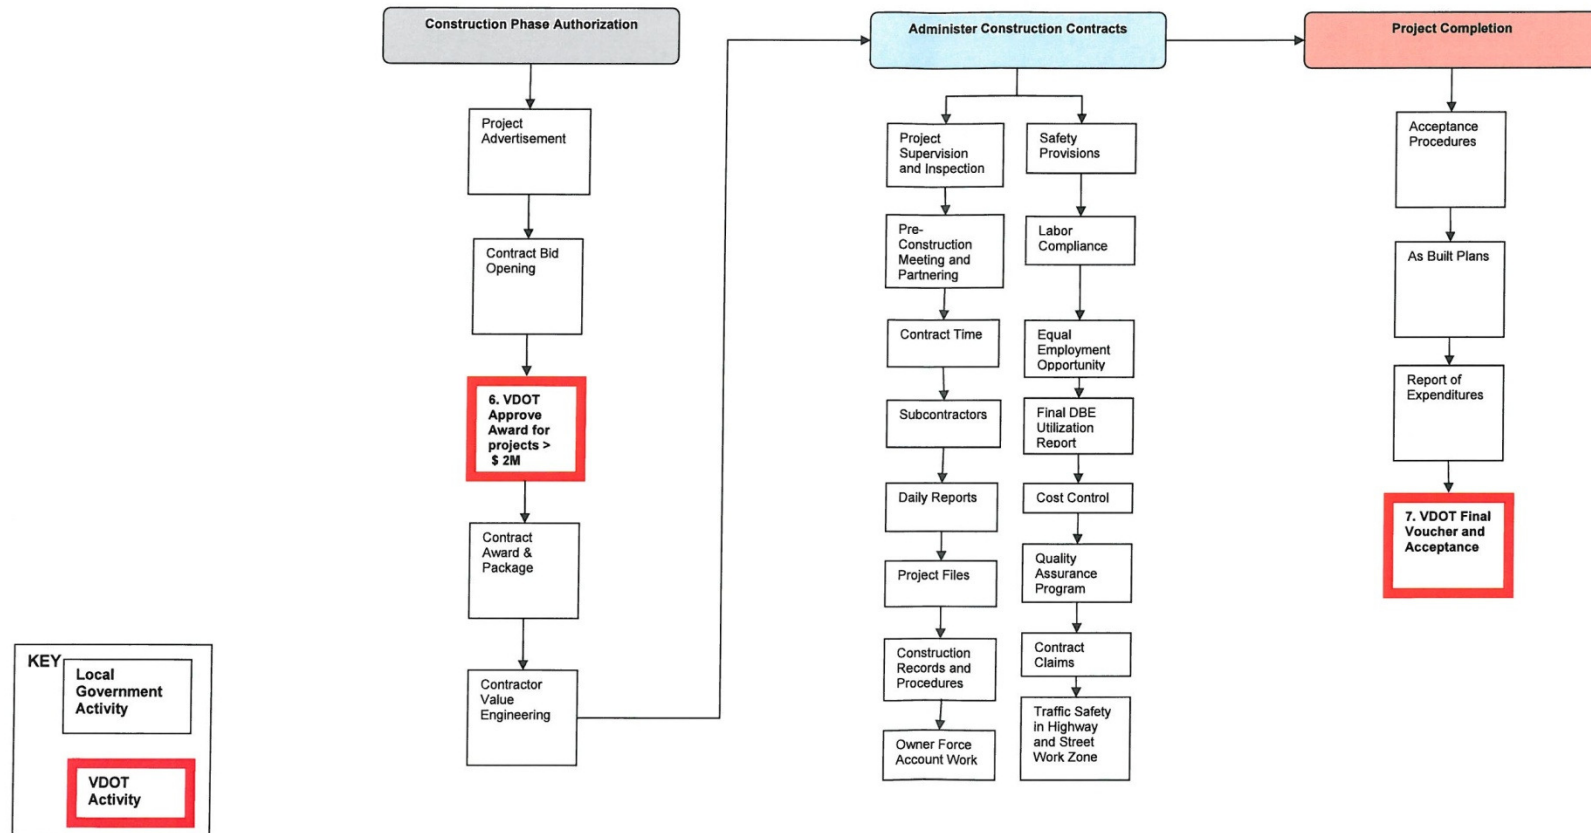 Construction Phase Authorization
Project
Advertisement
Contract Bid
Opening
6. VDOT
Approve
Award for
projects >
$ 2M
Contract
Award &
Package
Contractor
Value
Engineering
Administer Construction Contracts
Project
Supervision
and Inspection
Pre-
Construction
Meeting and
Partnering
Contract Time
Subcontractors
Daily Reports
Project Files
Construction
Records and
Procedures
Owner Force
Account Work
Safety
Provisions
Labor
Compliance
Equal
Employment
Opportunity
Final DBE
Utilization
Report
Cost Control
Quality
Assurance
Program
Contract
Claims
Traffic Safety
in Highway
and Street
Work Zone
Project Completion
Acceptance
Procedures
As Built Plans
Report of
Expenditures
7. VDOT Final
Voucher and
Acceptance
KEY
Local
Government
Activity
VDOT
Activity